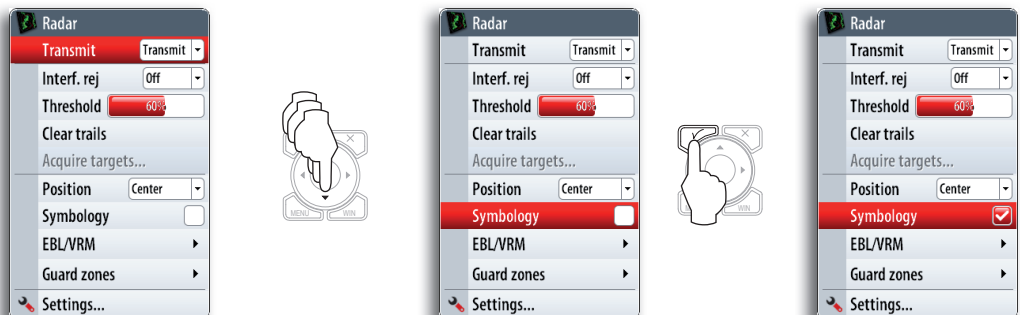 Radar
Transmit Transmit
Interf. rej Off
Threshold 60%
Clear trails
Acquire targets...
Position Center
Symbology
EBL/VRM
Guard zones
Settings...
MENU WIN
Radar
Transmit Transmit
Interf. rej Off
Threshold 60%
Clear trails
Acquire targets...
Position Center
Symbology
EBL/VRM
Guard zones
Settings...
WIN
Radar
Transmit Transmit
Interf. rej Off
Threshold 60%
Clear trails
Acquire targets...
Position Center
Symbology
EBL/VRM
Guard zones
Settings...